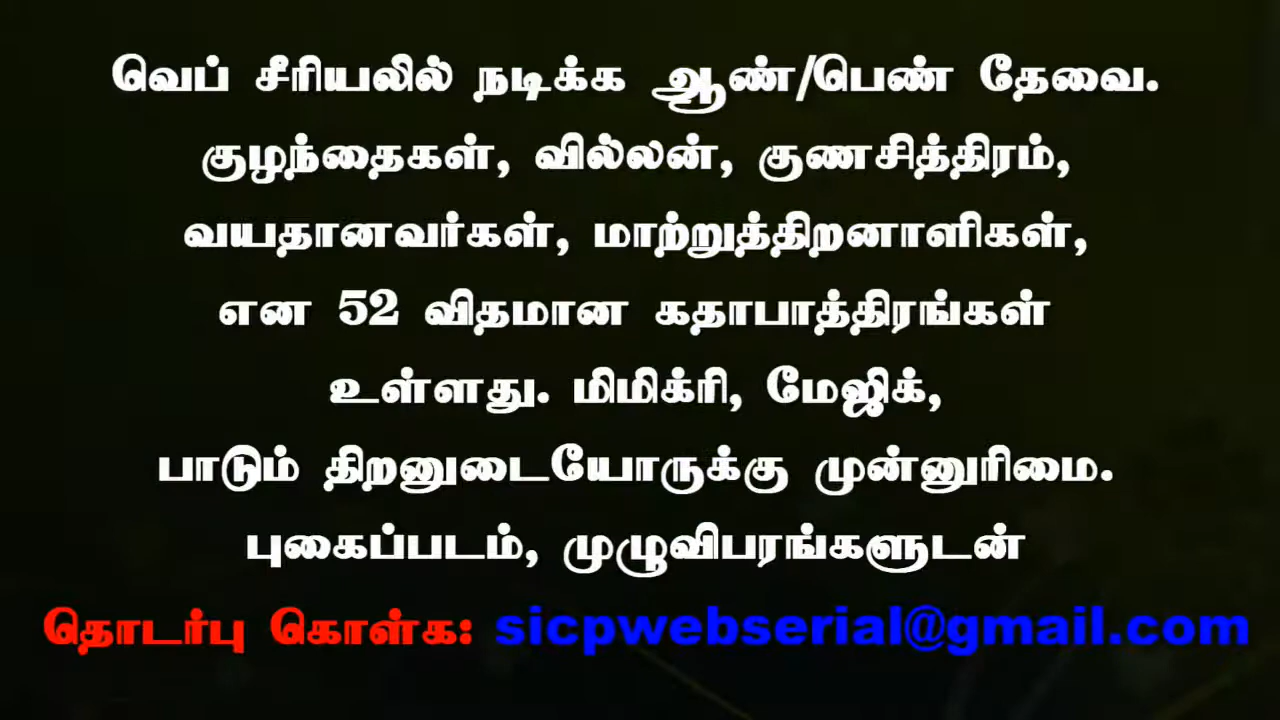 வெப் சீரியலில் நடிக்க ஆண்/பெண் தேவை.
குழந்தைகள், வில்லன், குணசித்திரம்,
வயதானவர்கள், மாற்றுத்திறனாளிகள்,
என 52 விதமான கதாபாத்திரங்கள்
உள்ளது. மிமிக்ரி, மேஜிக்,
பாடும் திறனுடையோருக்கு முன்னுரிமை.
புகைப்படம், முழுவிபரங்களுடன்
தொடர்பு கொள்க: sicpwebserial@gmail.com